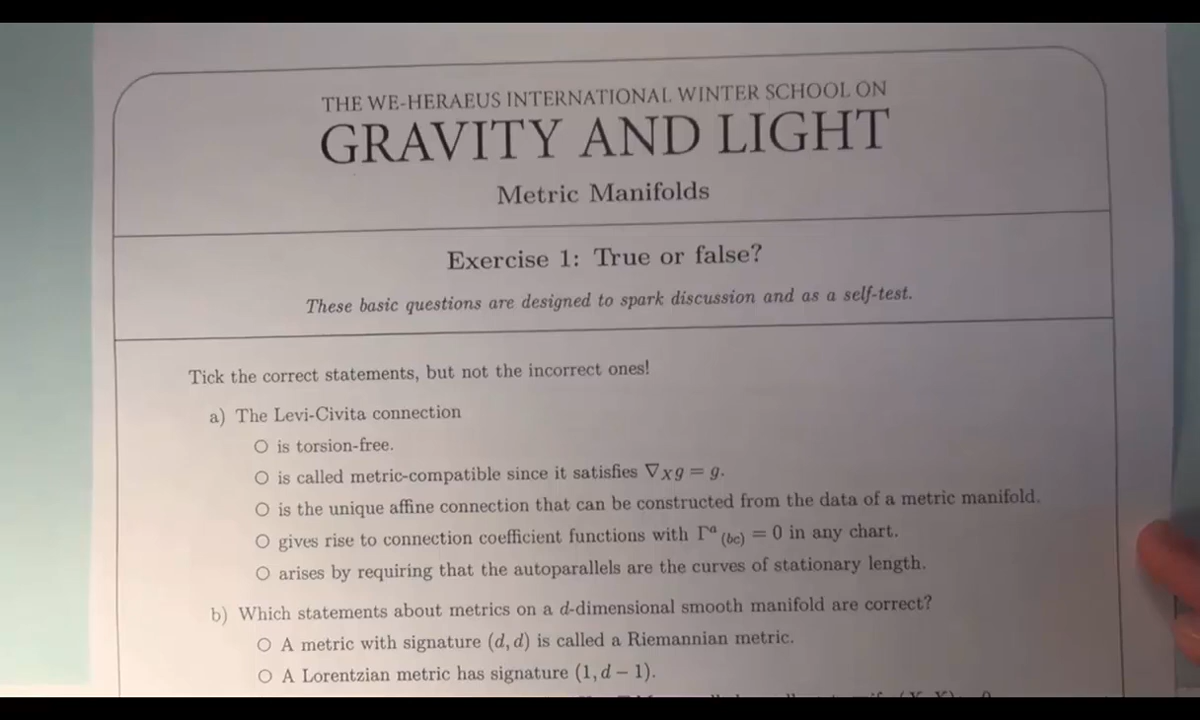 THE WE-HERAEUS INTERNATIONAL WINTER SCHOOL ON
GRAVITY AND LIGHT
Metric Manifolds
Exercise 1: True or false?
These basic questions are designed to spark discussion and as a self-test.
Tick the correct statements, but not the incorrect ones!
a) The Levi-Civita connection
O is torsion-free.
O is called metric-compatible since it satisfies ∇_X g = g.
O is the unique affine connection that can be constructed from the data of a metric manifold.
O gives rise to connection coefficient functions with Γ^a_(bc) = 0 in any chart.
O arises by requiring that the autoparallels are the curves of stationary length.
b) Which statements about metrics on a d-dimensional smooth manifold are correct?
O A metric with signature (d, d) is called a Riemannian metric.
O A Lorentzian metric has signature (1, d − 1).